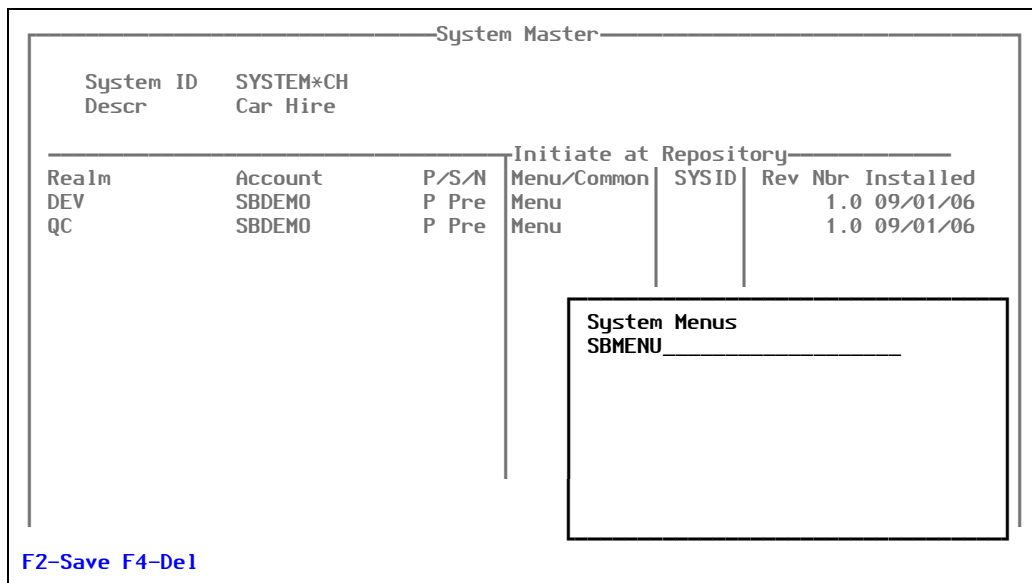 System Master
System ID SYSTEM*CH
Descr Car Hire
Initiate at Repository
Realm Account P/S/N Menu/Common SYSID Rev Nbr Installed
DEV SBDEMO P Pre Menu 1.0 09/01/06
QC SBDEMO P Pre Menu 1.0 09/01/06
System Menus
SBMENU___________________
F2-Save F4-Del